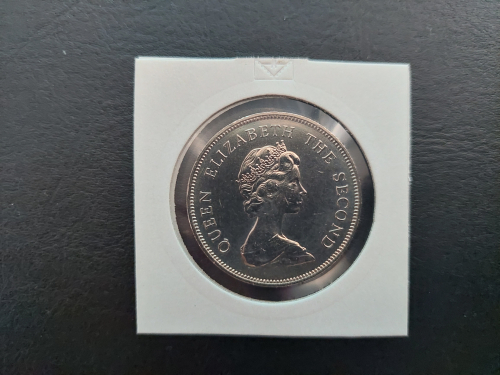 QUEEN ELIZABETH THE SECOND